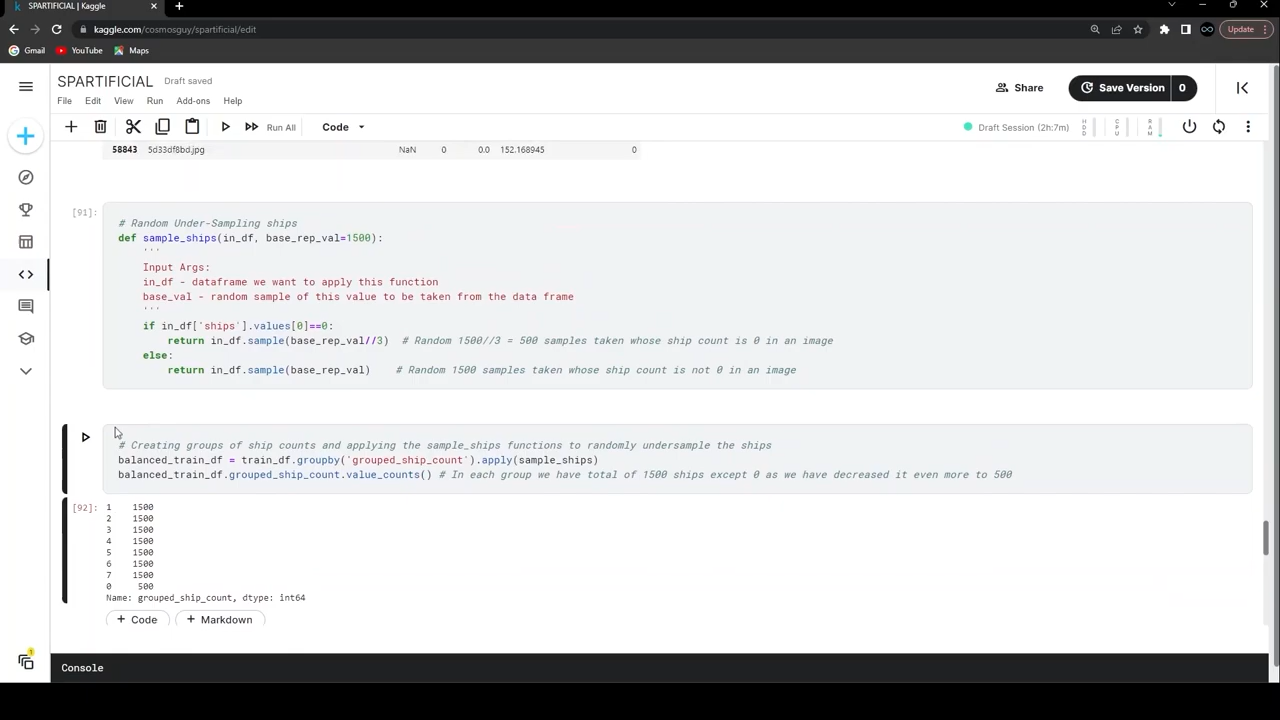 SPARTIFICIAL | Kaggle
kaggle.com/cosmosguy/spartificial/edit
Update
Gmail YouTube Maps
SPARTIFICIAL Draft saved
File Edit View Run Add-ons Help
Share
Save Version 0
Run All Code
Draft Session (2h:7m)
HDD
CPU
RAM
58843 5d33df8bd.jpg NaN 0 0.0 152.168945 0
[91]:
# Random Under-Sampling ships
def sample_ships(in_df, base_rep_val=1500):
'''
Input Args:
in_df - dataframe we want to apply this function
base_val - random sample of this value to be taken from the data frame
'''
if in_df['ships'].values[0]==0:
return in_df.sample(base_rep_val//3) # Random 1500//3 = 500 samples taken whose ship count is 0 in an image
else:
return in_df.sample(base_rep_val) # Random 1500 samples taken whose ship count is not 0 in an image
# Creating groups of ship counts and applying the sample_ships functions to randomly undersample the ships
balanced_train_df = train_df.groupby('grouped_ship_count').apply(sample_ships)
balanced_train_df.grouped_ship_count.value_counts() # In each group we have total of 1500 ships except 0 as we have decreased it even more to 500
[92]:
1 1500
2 1500
3 1500
4 1500
5 1500
6 1500
7 1500
0 500
Name: grouped_ship_count, dtype: int64
+ Code + Markdown
1
Console